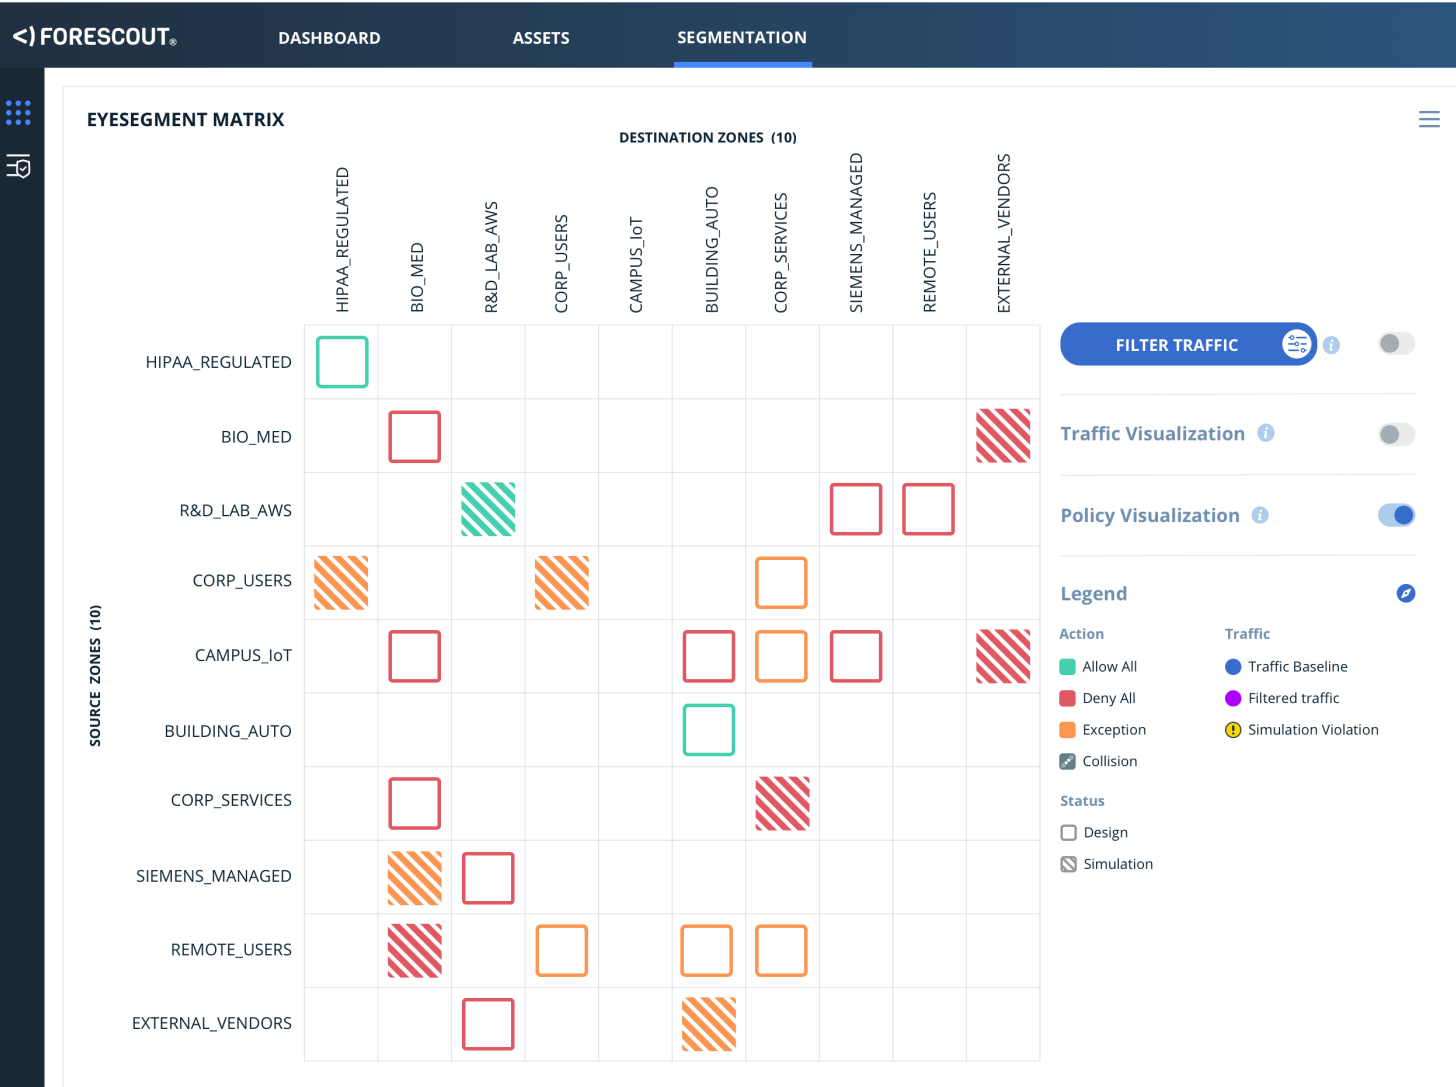 <) FORESCOUT®
DASHBOARD
ASSETS
SEGMENTATION
EYESEGMENT MATRIX
DESTINATION ZONES (10)
HIPAA_REGULATED
BIO_MED
R&D_LAB_AWS
CORP_USERS
CAMPUS_IoT
BUILDING_AUTO
CORP_SERVICES
SIEMENS_MANAGED
REMOTE_USERS
EXTERNAL_VENDORS
SOURCE ZONES (10)
HIPAA_REGULATED
BIO_MED
R&D_LAB_AWS
CORP_USERS
CAMPUS_IoT
BUILDING_AUTO
CORP_SERVICES
SIEMENS_MANAGED
REMOTE_USERS
EXTERNAL_VENDORS
FILTER TRAFFIC
i
Traffic Visualization i
Policy Visualization i
Legend
Action
Allow All
Deny All
Exception
Collision
Traffic
Traffic Baseline
Filtered traffic
! Simulation Violation
Status
Design
Simulation